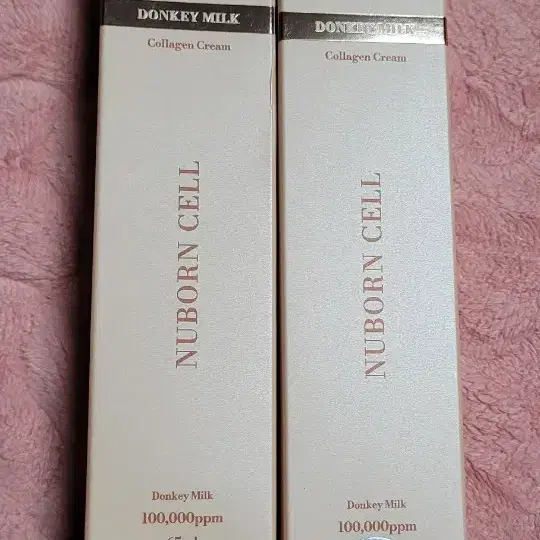 DONKEY MILK
Collagen Cream
NUBORN CELL
Donkey Milk
100,000ppm
DONKEY MILK
Collagen Cream
NUBORN CELL
Donkey Milk
100,000ppm